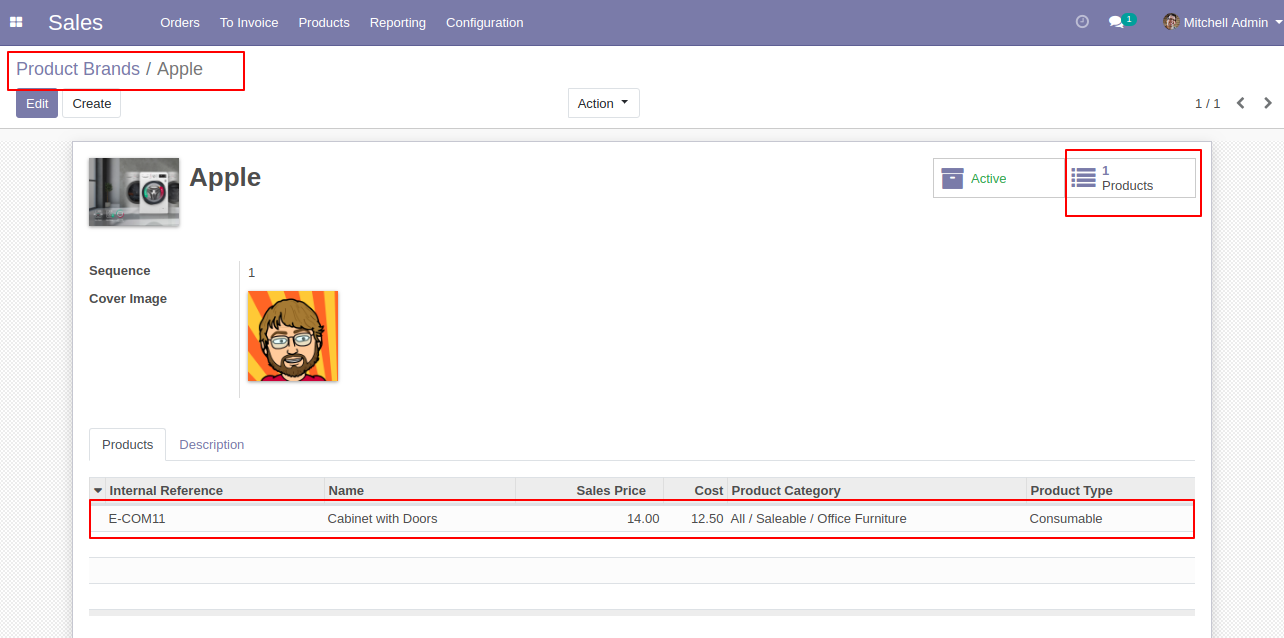 Sales Orders To Invoice Products Reporting Configuration 1 Mitchell Admin
Product Brands / Apple
Edit Create Action 1 / 1
Apple
Active
1
Products
Sequence 1
Cover Image
Products Description
Internal Reference Name Sales Price Cost Product Category Product Type
E-COM11 Cabinet with Doors 14.00 12.50 All / Saleable / Office Furniture Consumable